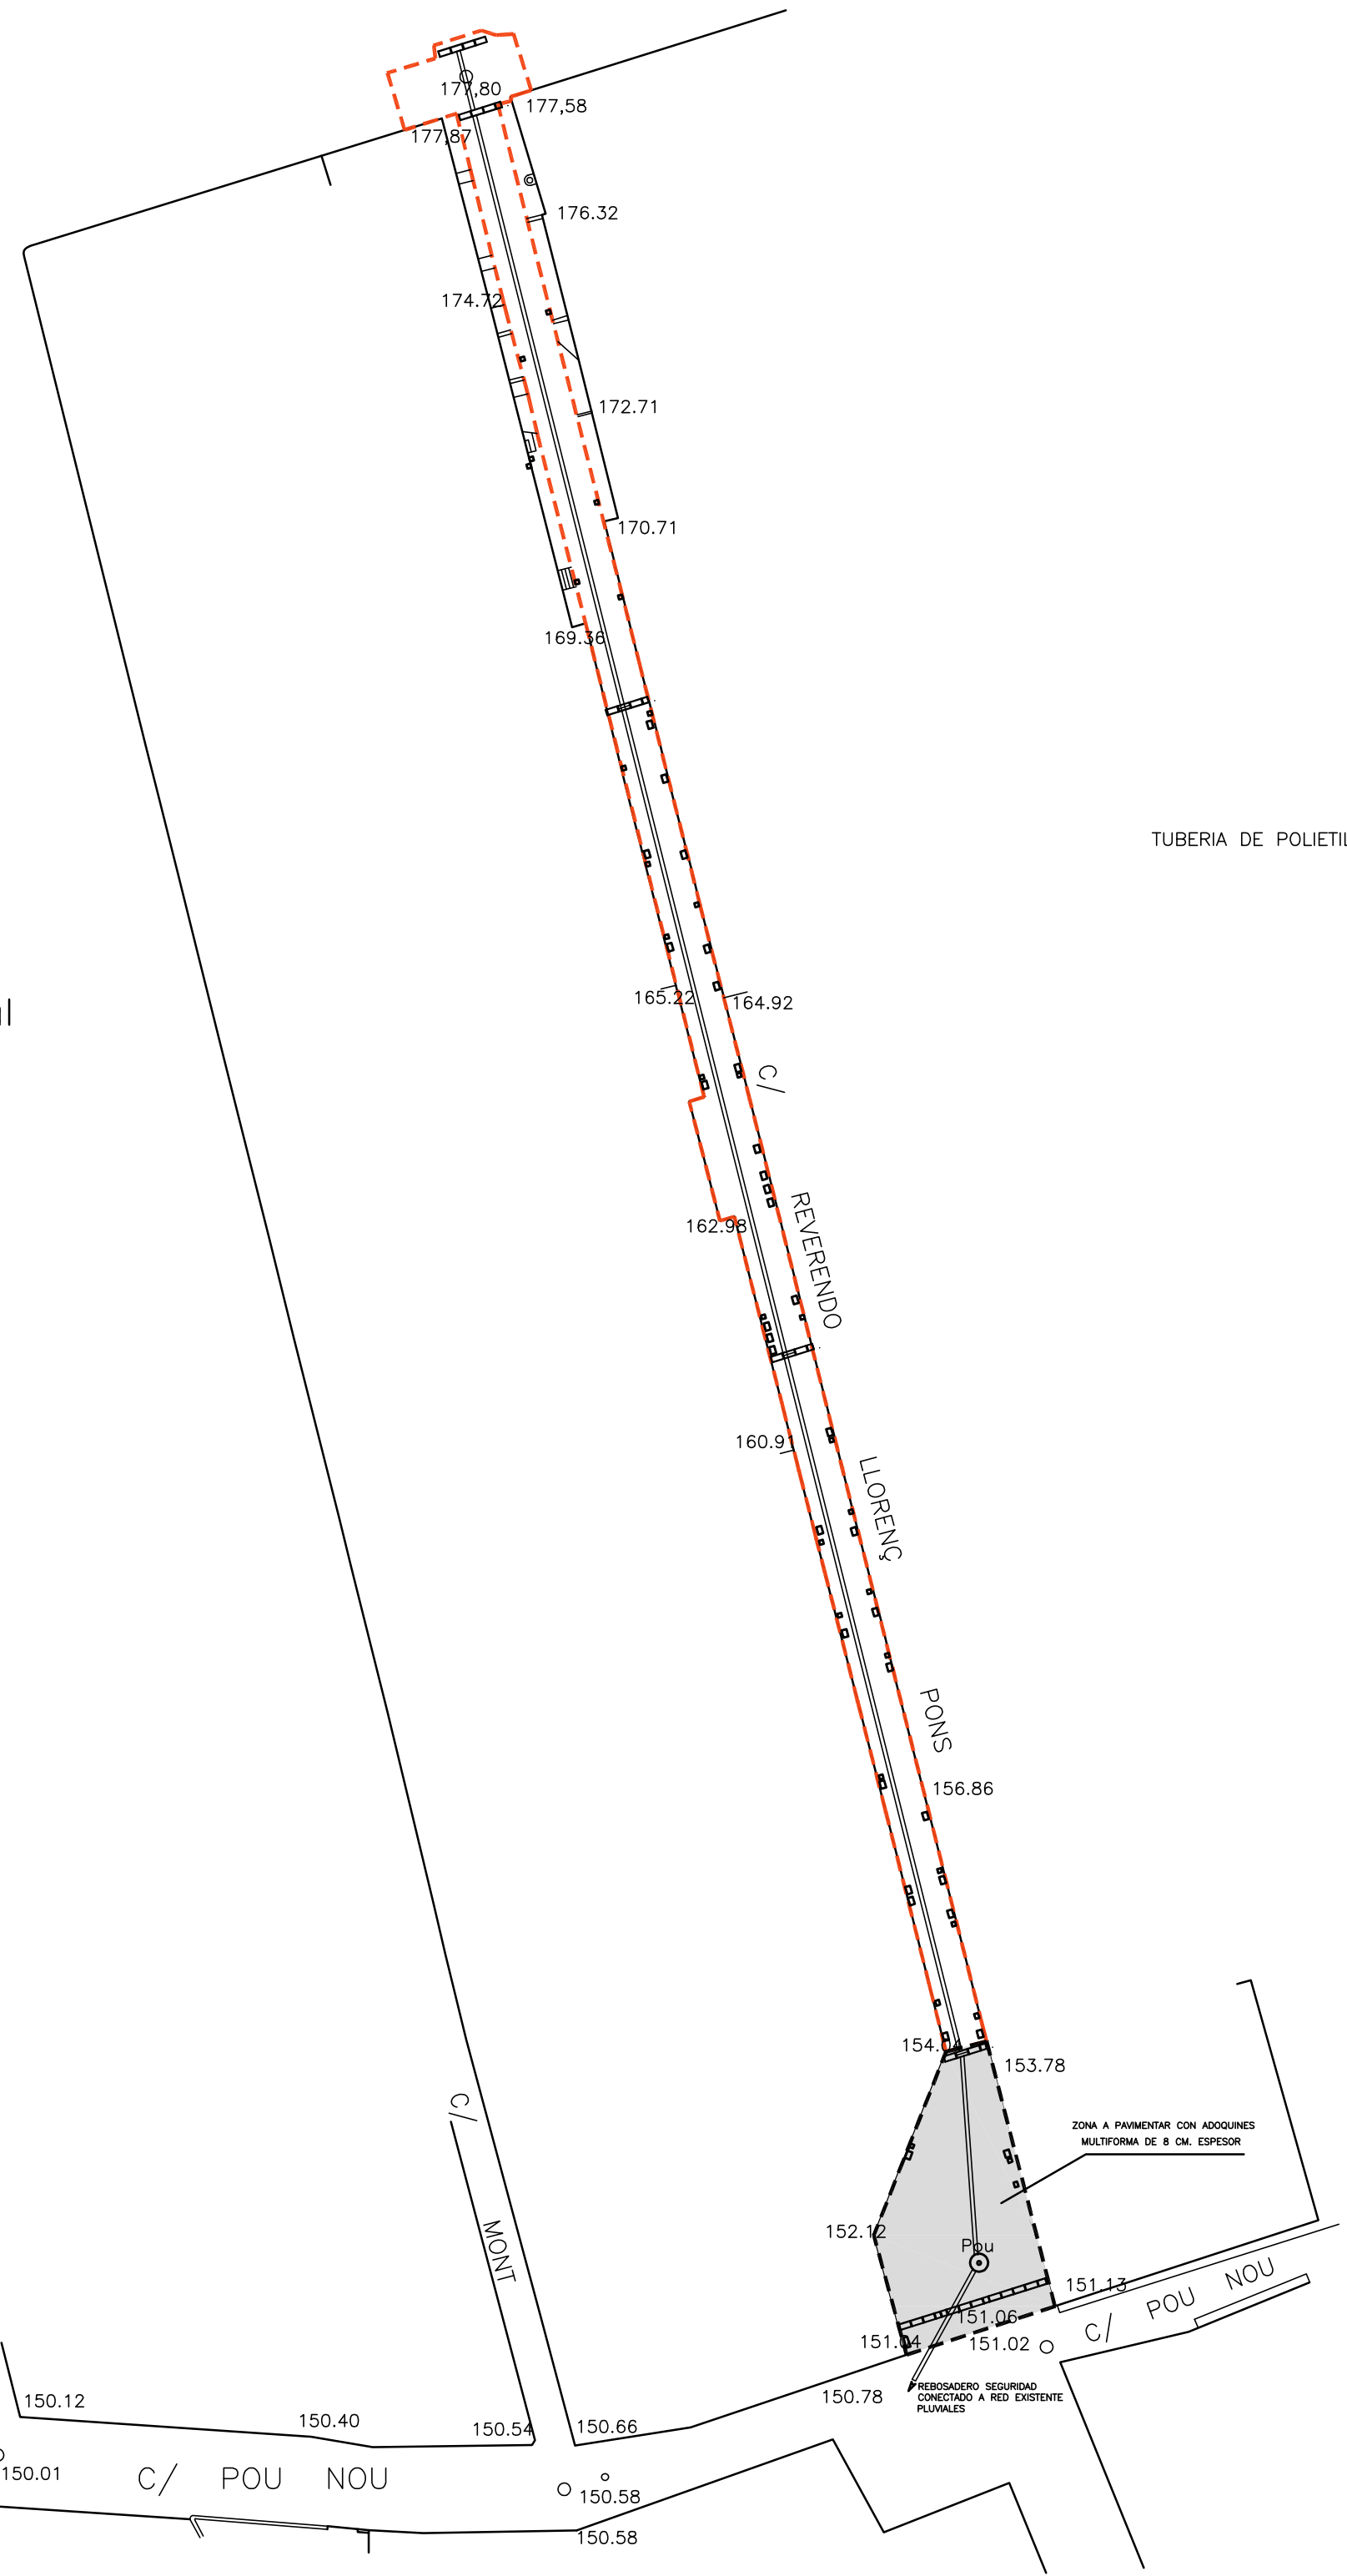 177,80
177,58
177,87
176.32
174.72
172.71
170.71
169.36
TUBERIA DE POLIETIL
165.22
164.92
C/ REVERENDO LLORENÇ PONS
162.98
160.91
156.86
153.78
ZONA A PAVIMENTAR CON ADOQUINES
MULTIFORMA DE 8 CM. ESPESOR
C/ MONT
152.12
Pou
151.13
C/ POU NOU
151.06
151.04
151.02
REBOSADERO SEGURIDAD
CONECTADO A RED EXISTENTE
PLUVIALES
150.78
150.12
150.40
150.54
150.66
150.01
C/ POU NOU
150.58
150.58